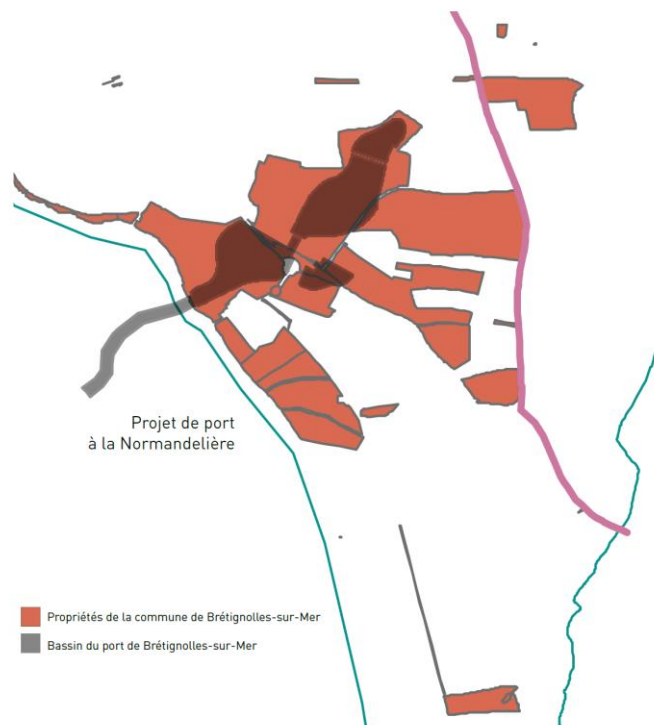 Projet de port
à la Normandelière
Propriétés de la commune de Brétignolles-sur-Mer
Bassin du port de Brétignolles-sur-Mer